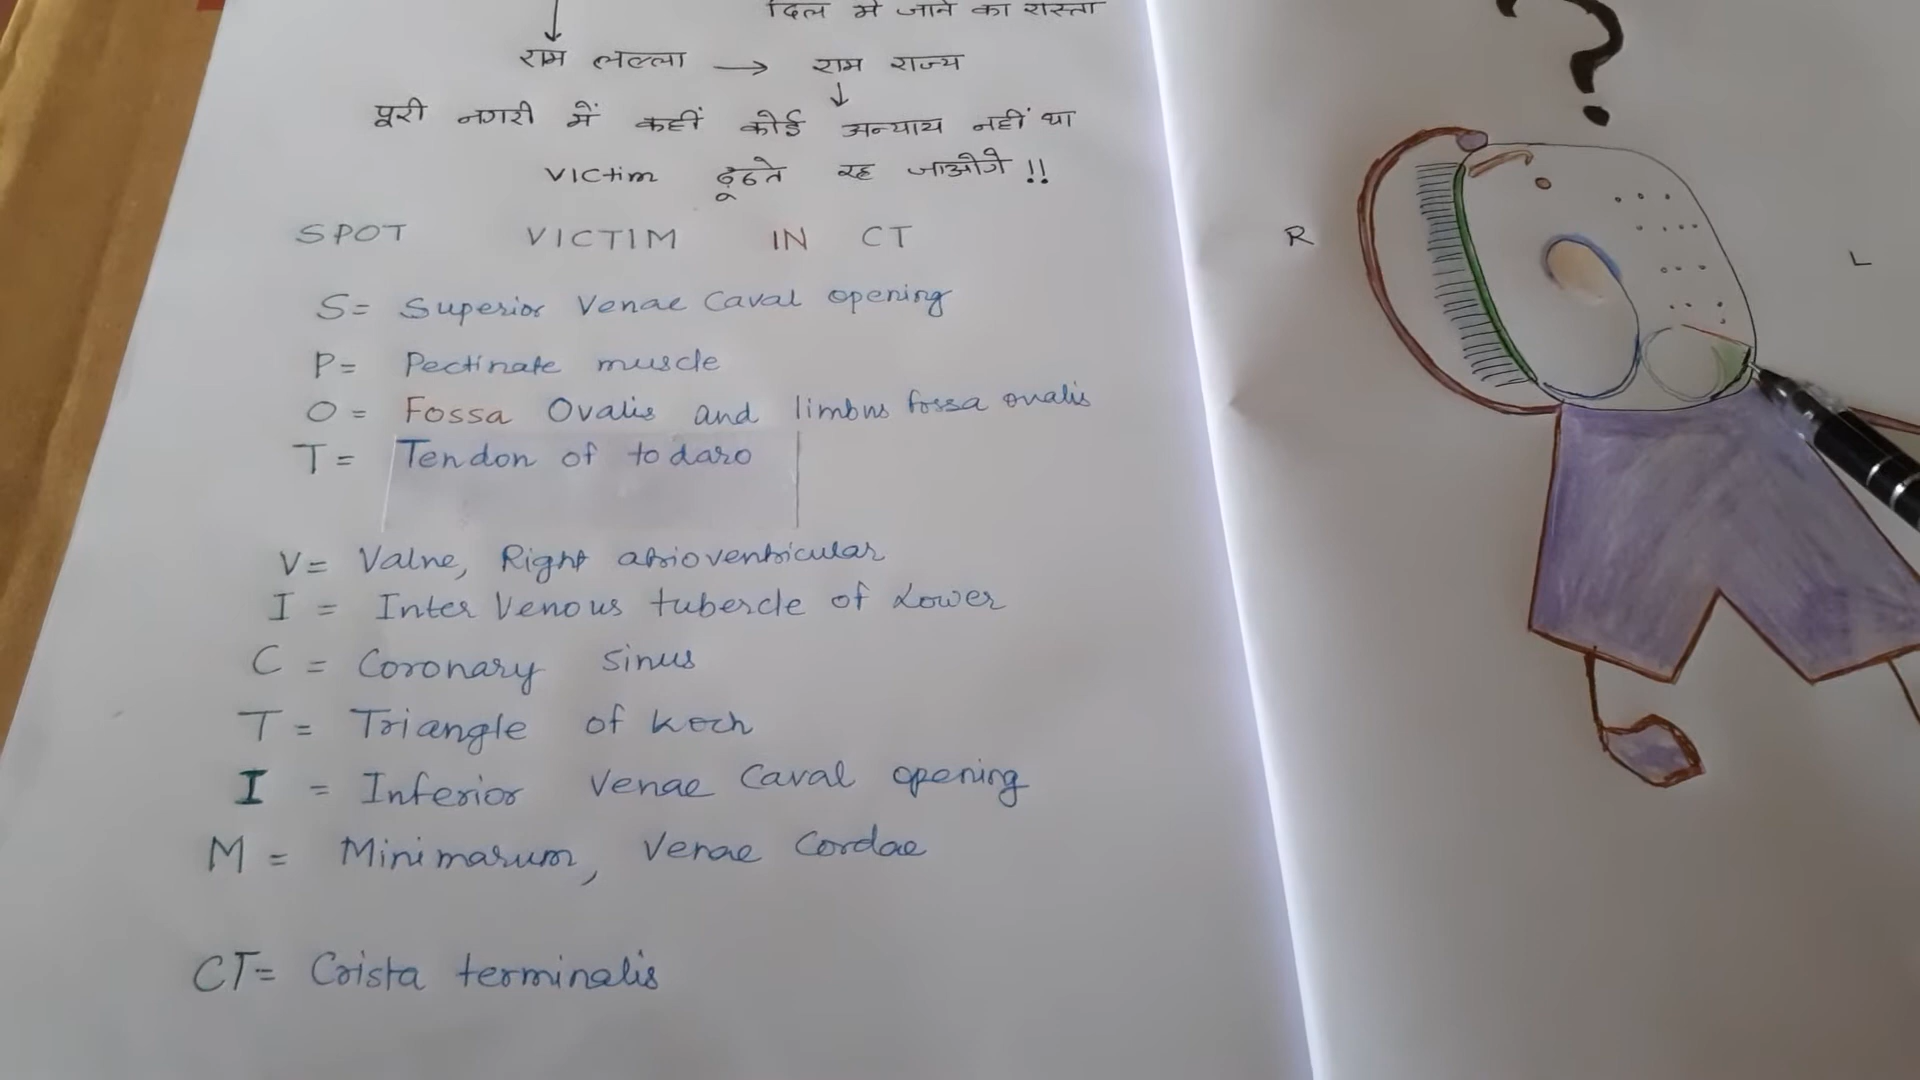 दिल मे जाने का रास्ता
↓
राम लल्ला → राम राज्य
↓
पूरी नगरी में कहीं कोई अन्याय नहीं था
VICtim ढूढते रह जाओगे !!
SPOT VICTIM IN CT
S= Superior Venae Caval opening
P= Pectinate muscle
O= Fossa Ovalis and limbus fossa ovalis
T= Tendon of todaro
V= Valve, Right atrioventricular
I = Inter Venous tubercle of Lower
C = Coronary sinus
T= Triangle of Koch
I = Inferior Venae Caval opening
M= Minimarum, Venae Cordae
CT= Crista terminalis
?
R
L